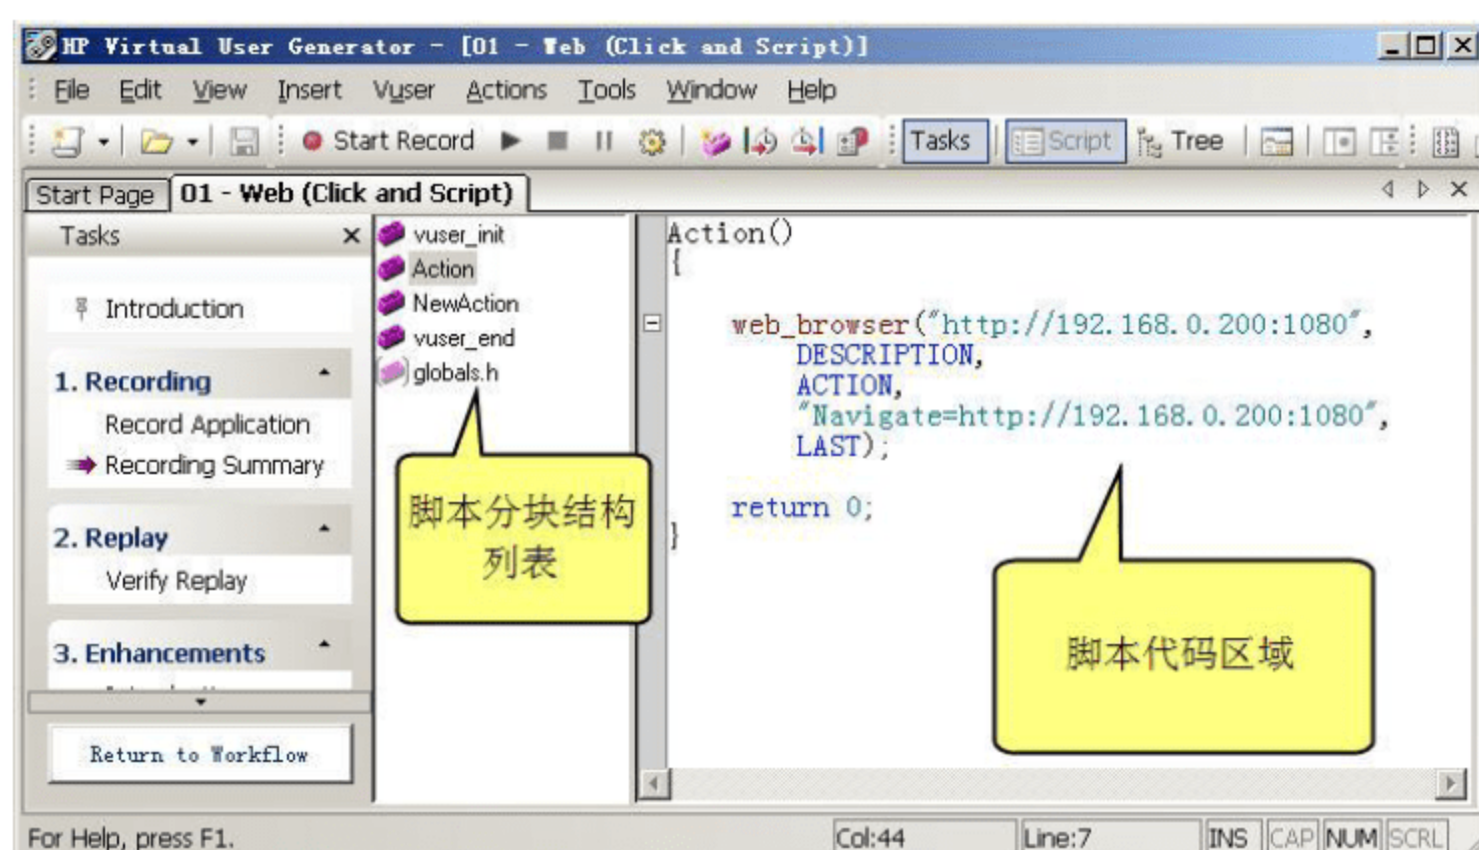 HP Virtual User Generator - [01 - Web (Click and Script)]
File Edit View Insert Vuser Actions Tools Window Help
Start Record Tasks Script Tree
Start Page 01 - Web (Click and Script)
Tasks
Introduction
1. Recording
Record Application
Recording Summary
2. Replay
Verify Replay
3. Enhancements
Return to Workflow
vuser_init
Action
NewAction
vuser_end
globals.h
脚本分块结构
列表
Action()
{
web_browser("http://192.168.0.200:1080",
DESCRIPTION,
ACTION,
"Navigate=http://192.168.0.200:1080",
LAST);
return 0;
}
脚本代码区域
For Help, press F1.
Col:44 Line:7 INS CAP NUM SCRL